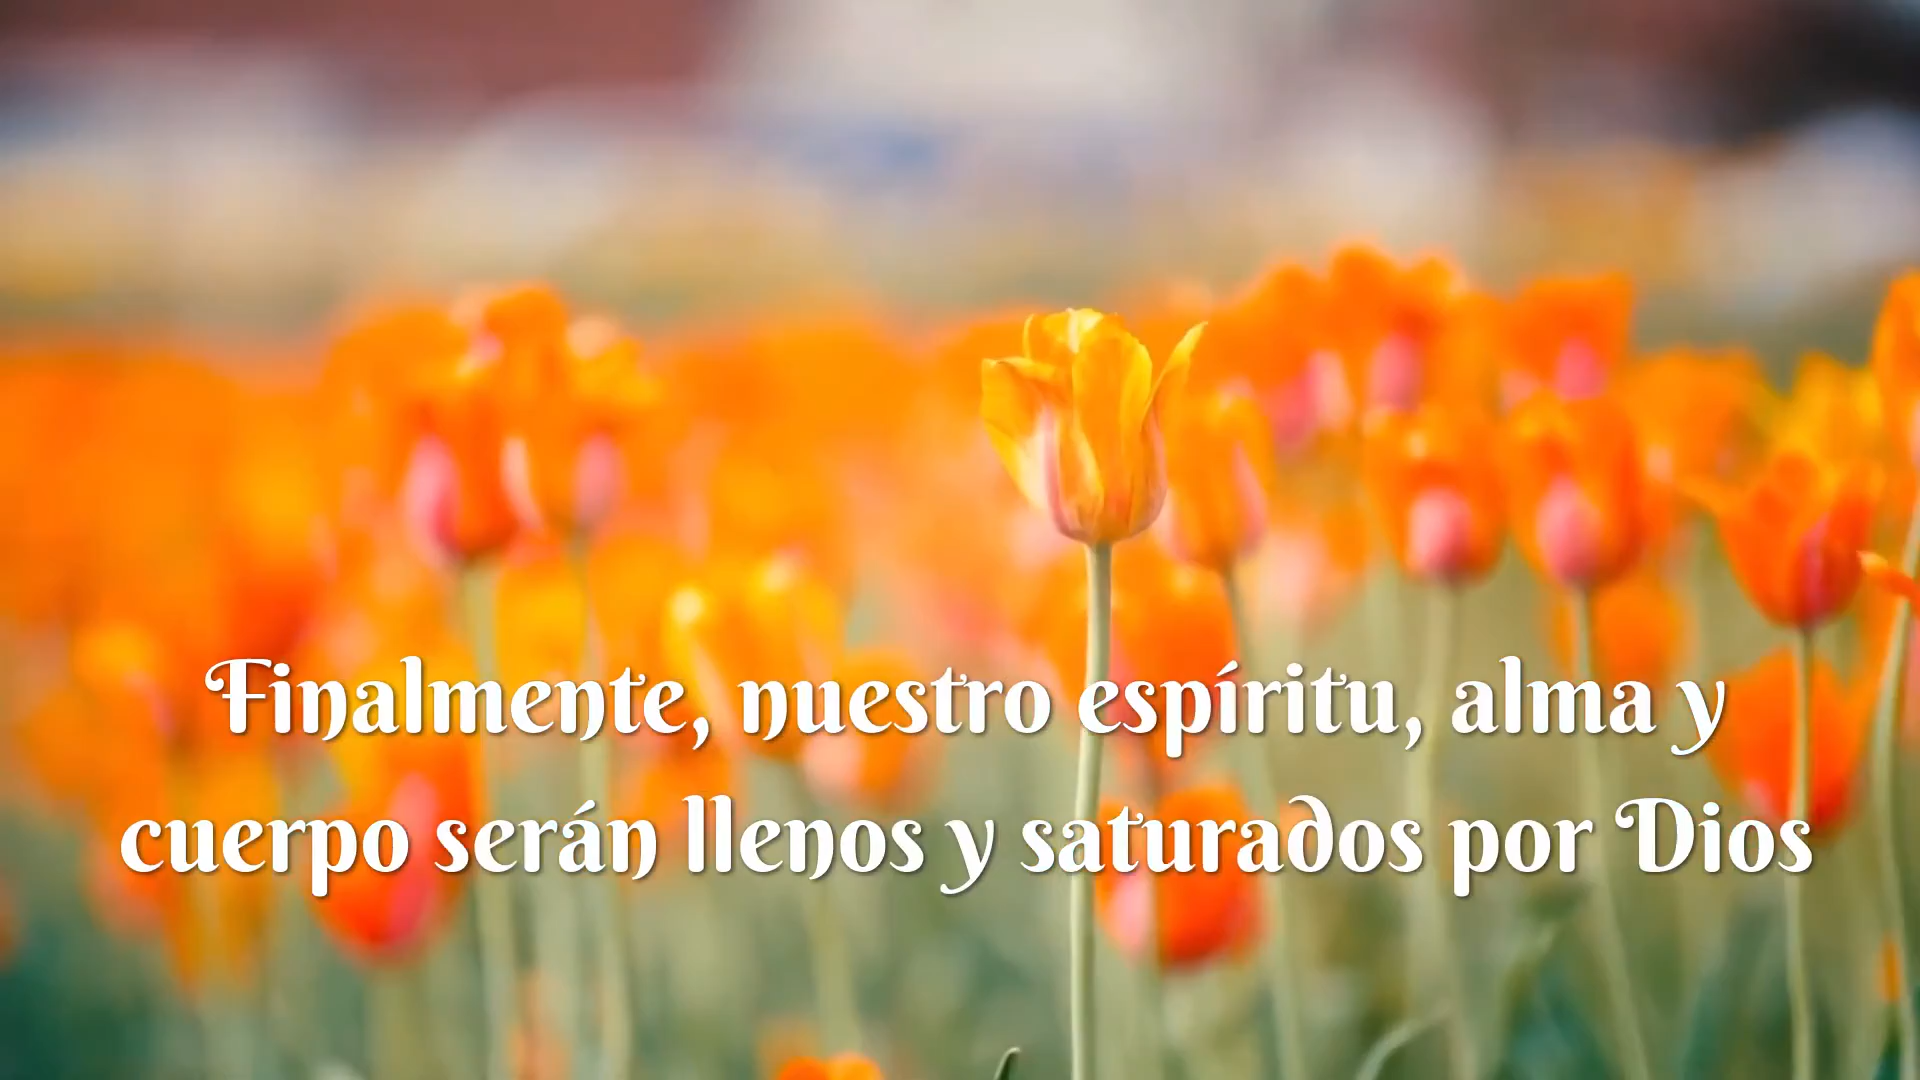 Finalmente, nuestro espíritu, alma y
cuerpo serán llenos y saturados por Dios